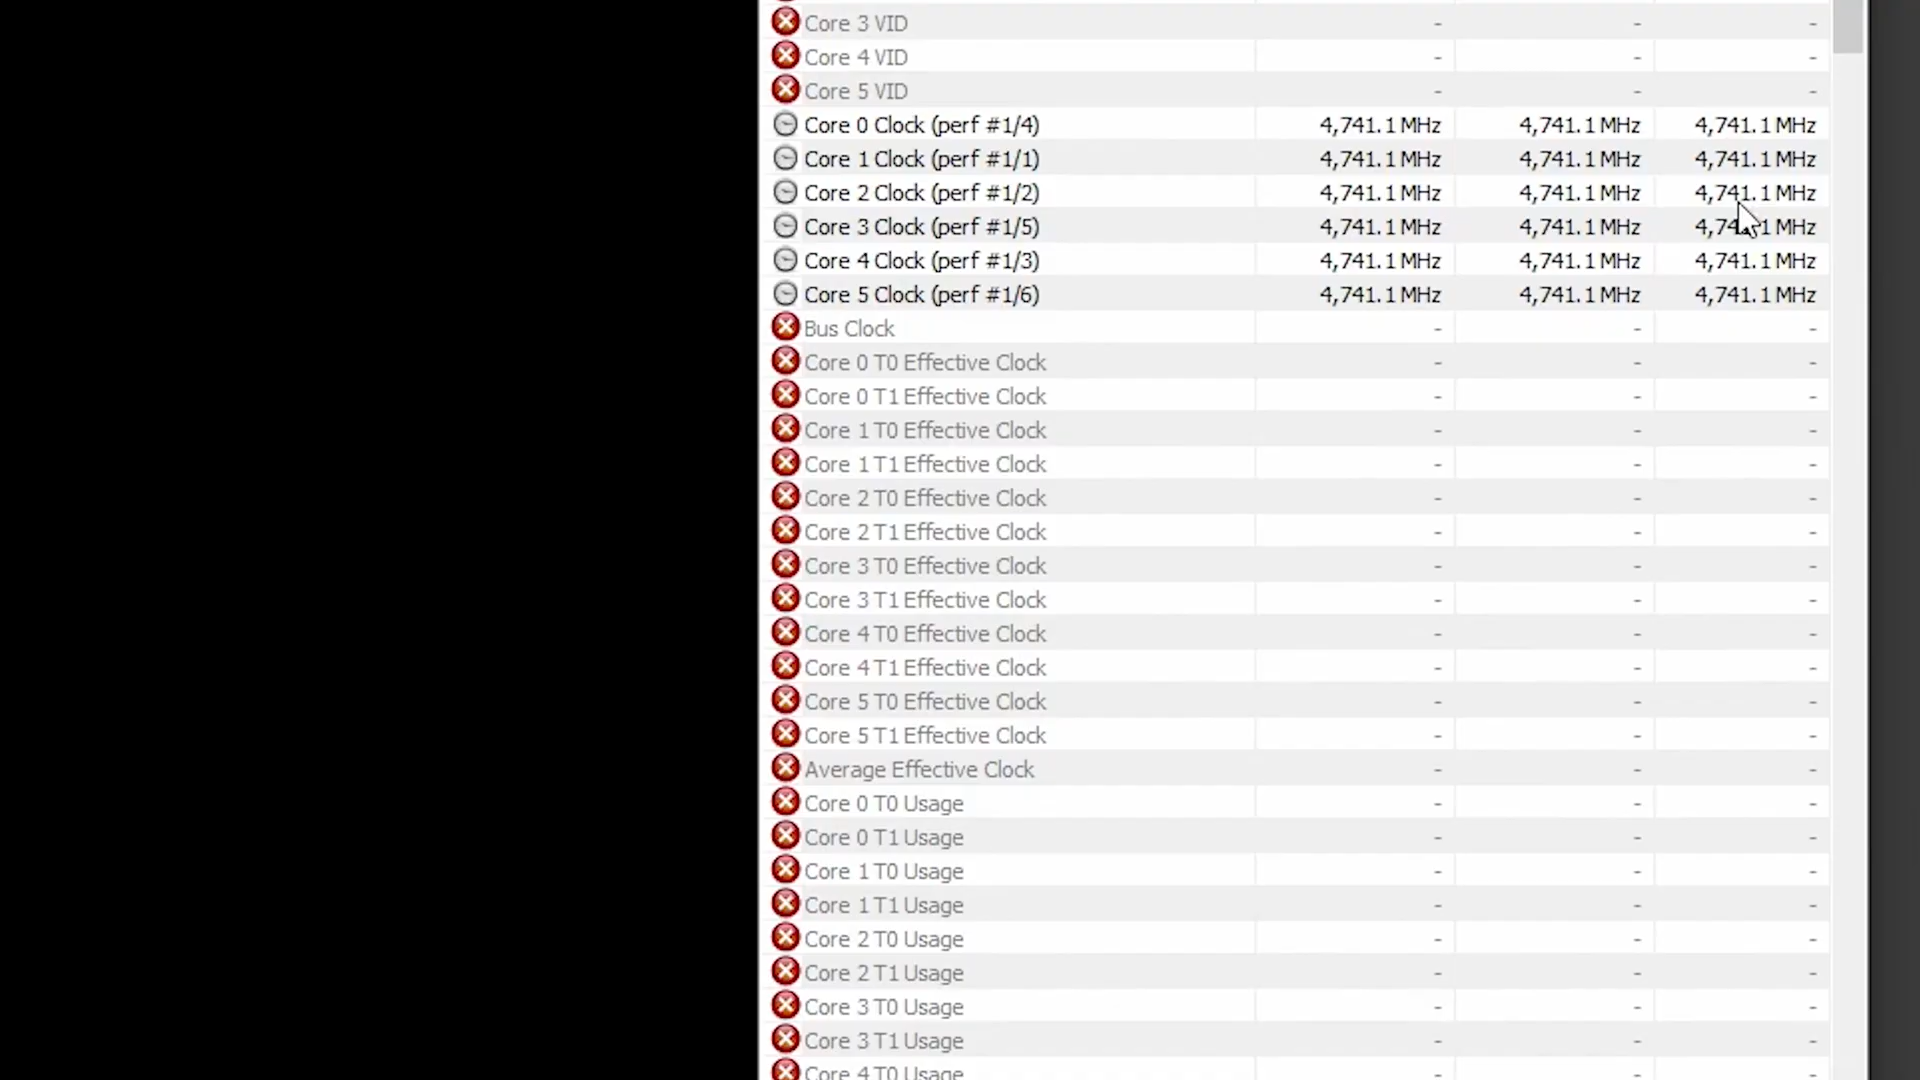 Core 3 VID - - -
Core 4 VID - - -
Core 5 VID - - -
Core 0 Clock (perf #1/4) 4,741.1 MHz 4,741.1 MHz 4,741.1 MHz
Core 1 Clock (perf #1/1) 4,741.1 MHz 4,741.1 MHz 4,741.1 MHz
Core 2 Clock (perf #1/2) 4,741.1 MHz 4,741.1 MHz 4,741.1 MHz
Core 3 Clock (perf #1/5) 4,741.1 MHz 4,741.1 MHz 4,741.1 MHz
Core 4 Clock (perf #1/3) 4,741.1 MHz 4,741.1 MHz 4,741.1 MHz
Core 5 Clock (perf #1/6) 4,741.1 MHz 4,741.1 MHz 4,741.1 MHz
Bus Clock - - -
Core 0 T0 Effective Clock - - -
Core 0 T1 Effective Clock - - -
Core 1 T0 Effective Clock - - -
Core 1 T1 Effective Clock - - -
Core 2 T0 Effective Clock - - -
Core 2 T1 Effective Clock - - -
Core 3 T0 Effective Clock - - -
Core 3 T1 Effective Clock - - -
Core 4 T0 Effective Clock - - -
Core 4 T1 Effective Clock - - -
Core 5 T0 Effective Clock - - -
Core 5 T1 Effective Clock - - -
Average Effective Clock - - -
Core 0 T0 Usage - - -
Core 0 T1 Usage - - -
Core 1 T0 Usage - - -
Core 1 T1 Usage - - -
Core 2 T0 Usage - - -
Core 2 T1 Usage - - -
Core 3 T0 Usage - - -
Core 3 T1 Usage - - -
Core 4 T0 Usage - - -